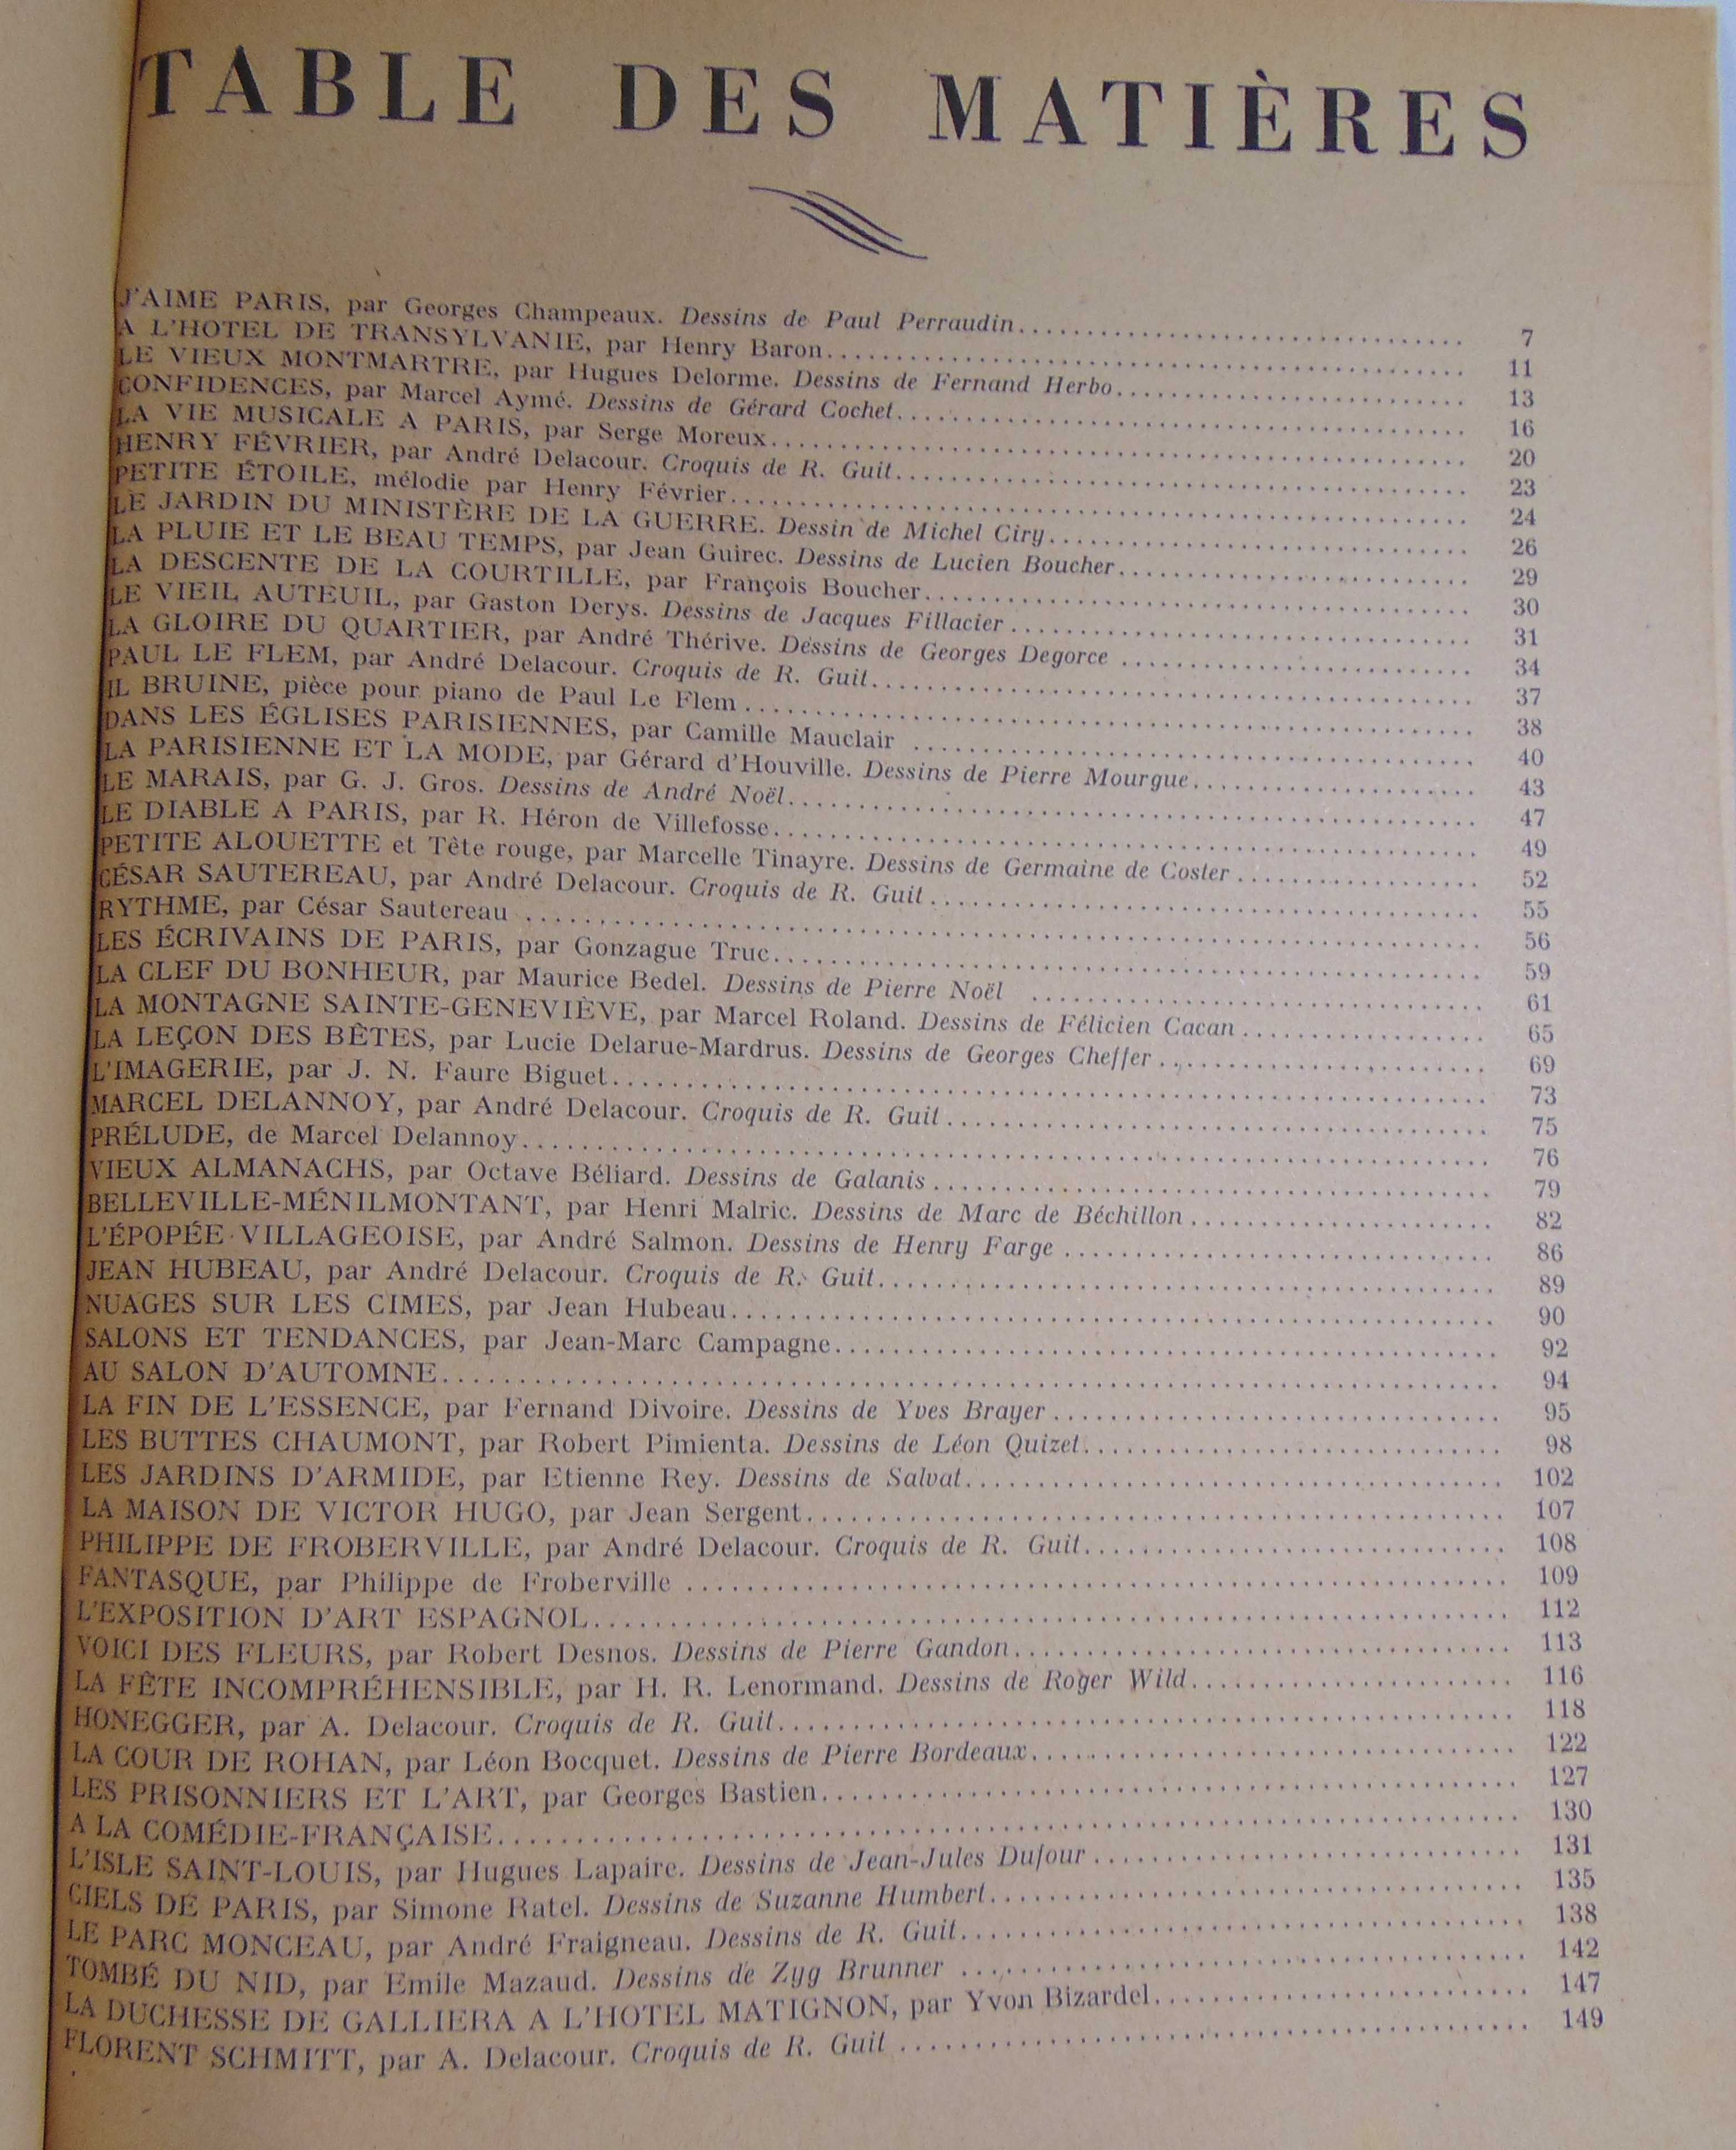 TABLE DES MATIÈRES
J'AIME PARIS, par Georges Champeaux. Dessins de Paul Perraudin........ 7
A L'HOTEL DE TRANSYLVANIE, par Henry Baron........ 11
LE VIEUX MONTMARTRE, par Hugues Delorme. Dessins de Fernand Herbo........ 13
CONFIDENCES, par Marcel Aymé. Dessins de Gérard Cochet........ 16
LA VIE MUSICALE A PARIS, par Serge Moreux........ 20
HENRY FÉVRIER, par André Delacour. Croquis de R. Guit........ 23
PETITE ÉTOILE, mélodie par Henry Février........ 24
LE JARDIN DU MINISTÈRE DE LA GUERRE. Dessin de Michel Ciry........ 26
LA PLUIE ET LE BEAU TEMPS, par Jean Guirec. Dessins de Lucien Boucher........ 29
LA DESCENTE DE LA COURTILLE, par François Boucher........ 30
LE VIEIL AUTEUIL, par Gaston Derys. Dessins de Jacques Fillacier........ 31
LA GLOIRE DU QUARTIER, par André Thérive. Dessins de Georges Degorce........ 34
PAUL LE FLEM, par André Delacour. Croquis de R. Guit........ 37
IL BRUINE, pièce pour piano de Paul Le Flem........ 38
DANS LES ÉGLISES PARISIENNES, par Camille Mauclair........ 40
LA PARISIENNE ET LA MODE, par Gérard d'Houville. Dessins de Pierre Mourgue........ 43
LE MARAIS, par G. J. Gros. Dessins de André Noël........ 47
LE DIABLE A PARIS, par R. Héron de Villefosse........ 49
PETITE ALOUETTE et Tête rouge, par Marcelle Tinayre. Dessins de Germaine de Coster........ 52
CÉSAR SAUTEREAU, par André Delacour. Croquis de R. Guit........ 55
RYTHME, par César Sautereau........ 56
LES ÉCRIVAINS DE PARIS, par Gonzague Truc........ 59
LA CLEF DU BONHEUR, par Maurice Bedel. Dessins de Pierre Noël........ 61
LA MONTAGNE SAINTE-GENEVIÈVE, par Marcel Roland. Dessins de Félicien Cacan........ 65
LA LEÇON DES BÊTES, par Lucie Delarue-Mardrus. Dessins de Georges Cheffer........ 69
L'IMAGERIE, par J. N. Faure Biguet........ 73
MARCEL DELANNOY, par André Delacour. Croquis de R. Guit........ 75
PRÉLUDE, de Marcel Delannoy........ 76
VIEUX ALMANACHS, par Octave Béliard. Dessins de Galanis........ 79
BELLEVILLE-MÉNILMONTANT, par Henri Malric. Dessins de Marc de Béchillon........ 82
L'ÉPOPÉE VILLAGEOISE, par André Salmon. Dessins de Henry Farge........ 86
JEAN HUBEAU, par André Delacour. Croquis de R. Guit........ 89
NUAGES SUR LES CIMES, par Jean Hubeau........ 90
SALONS ET TENDANCES, par Jean-Marc Campagne........ 92
AU SALON D'AUTOMNE........ 94
LA FIN DE L'ESSENCE, par Fernand Divoire. Dessins de Yves Brayer........ 95
LES BUTTES CHAUMONT, par Robert Pimienta. Dessins de Léon Quizet........ 98
LES JARDINS D'ARMIDE, par Etienne Rey. Dessins de Salvat........ 102
LA MAISON DE VICTOR HUGO, par Jean Sergent........ 107
PHILIPPE DE FROBERVILLE, par André Delacour. Croquis de R. Guit........ 108
FANTASQUE, par Philippe de Froberville........ 109
L'EXPOSITION D'ART ESPAGNOL........ 112
VOICI DES FLEURS, par Robert Desnos. Dessins de Pierre Gandon........ 113
LA FÊTE INCOMPRÉHENSIBLE, par H. R. Lenormand. Dessins de Roger Wild........ 116
HONEGGER, par A. Delacour. Croquis de R. Guit........ 118
LA COUR DE ROHAN, par Léon Bocquet. Dessins de Pierre Bordeaux........ 122
LES PRISONNIERS ET L'ART, par Georges Bastien........ 127
A LA COMÉDIE-FRANÇAISE........ 130
L'ISLE SAINT-LOUIS, par Hugues Lapaire. Dessins de Jean-Jules Dufour........ 131
CIELS DE PARIS, par Simone Ratel. Dessins de Suzanne Humbert........ 135
LE PARC MONCEAU, par André Fraigneau. Dessins de R. Guit........ 138
TOMBÉ DU NID, par Emile Mazaud. Dessins de Zyg Brunner........ 142
LA DUCHESSE DE GALLIERA A L'HOTEL MATIGNON, par Yvon Bizardel........ 147
FLORENT SCHMITT, par A. Delacour. Croquis de R. Guit........ 149